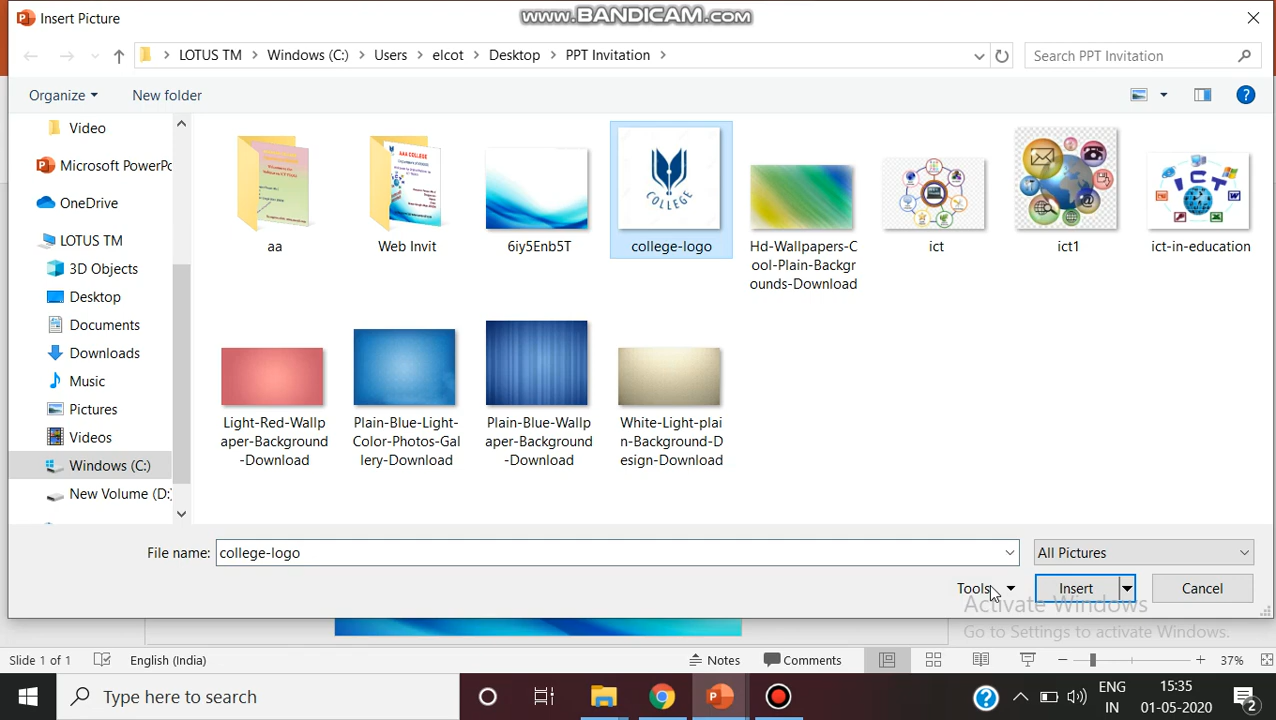 Insert Picture
www.BANDICAM.com
LOTUS TM > Windows (C:) > Users > elcot > Desktop > PPT Invitation >
Search PPT Invitation
Organize
New folder
Video
Microsoft PowerPo
OneDrive
LOTUS TM
3D Objects
Desktop
Documents
Downloads
Music
Pictures
Videos
Windows (C:)
New Volume (D:)
AAA COLLEGE
COLLEGE
ICT
aa
Web Invit
6iy5Enb5T
college-logo
Hd-Wallpapers-C
ool-Plain-Backgr
ounds-Download
ict
ict1
ict-in-education
Light-Red-Wallp
aper-Background
-Download
Plain-Blue-Light-
Color-Photos-Gal
lery-Download
Plain-Blue-Wallp
aper-Background
-Download
White-Light-plai
n-Background-D
esign-Download
File name:
college-logo
All Pictures
Tools
Insert
Cancel
Activate Windows
Go to Settings to activate Windows.
Slide 1 of 1
English (India)
Notes
Comments
37%
Type here to search
ENG
IN
15:35
01-05-2020
2